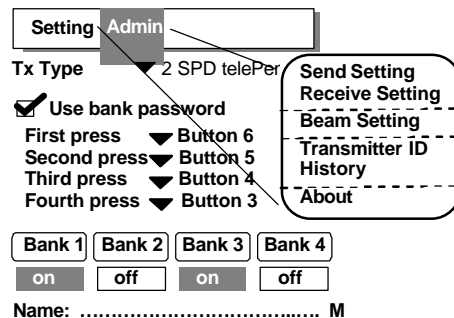 Setting Admin
Tx Type 2 SPD telePer
Use bank password
First press Button 6
Second press Button 5
Third press Button 4
Fourth press Button 3
Send Setting
Receive Setting
Beam Setting
Transmitter ID
History
About
Bank 1 Bank 2 Bank 3 Bank 4
on off on off
Name: …………………………..…. M